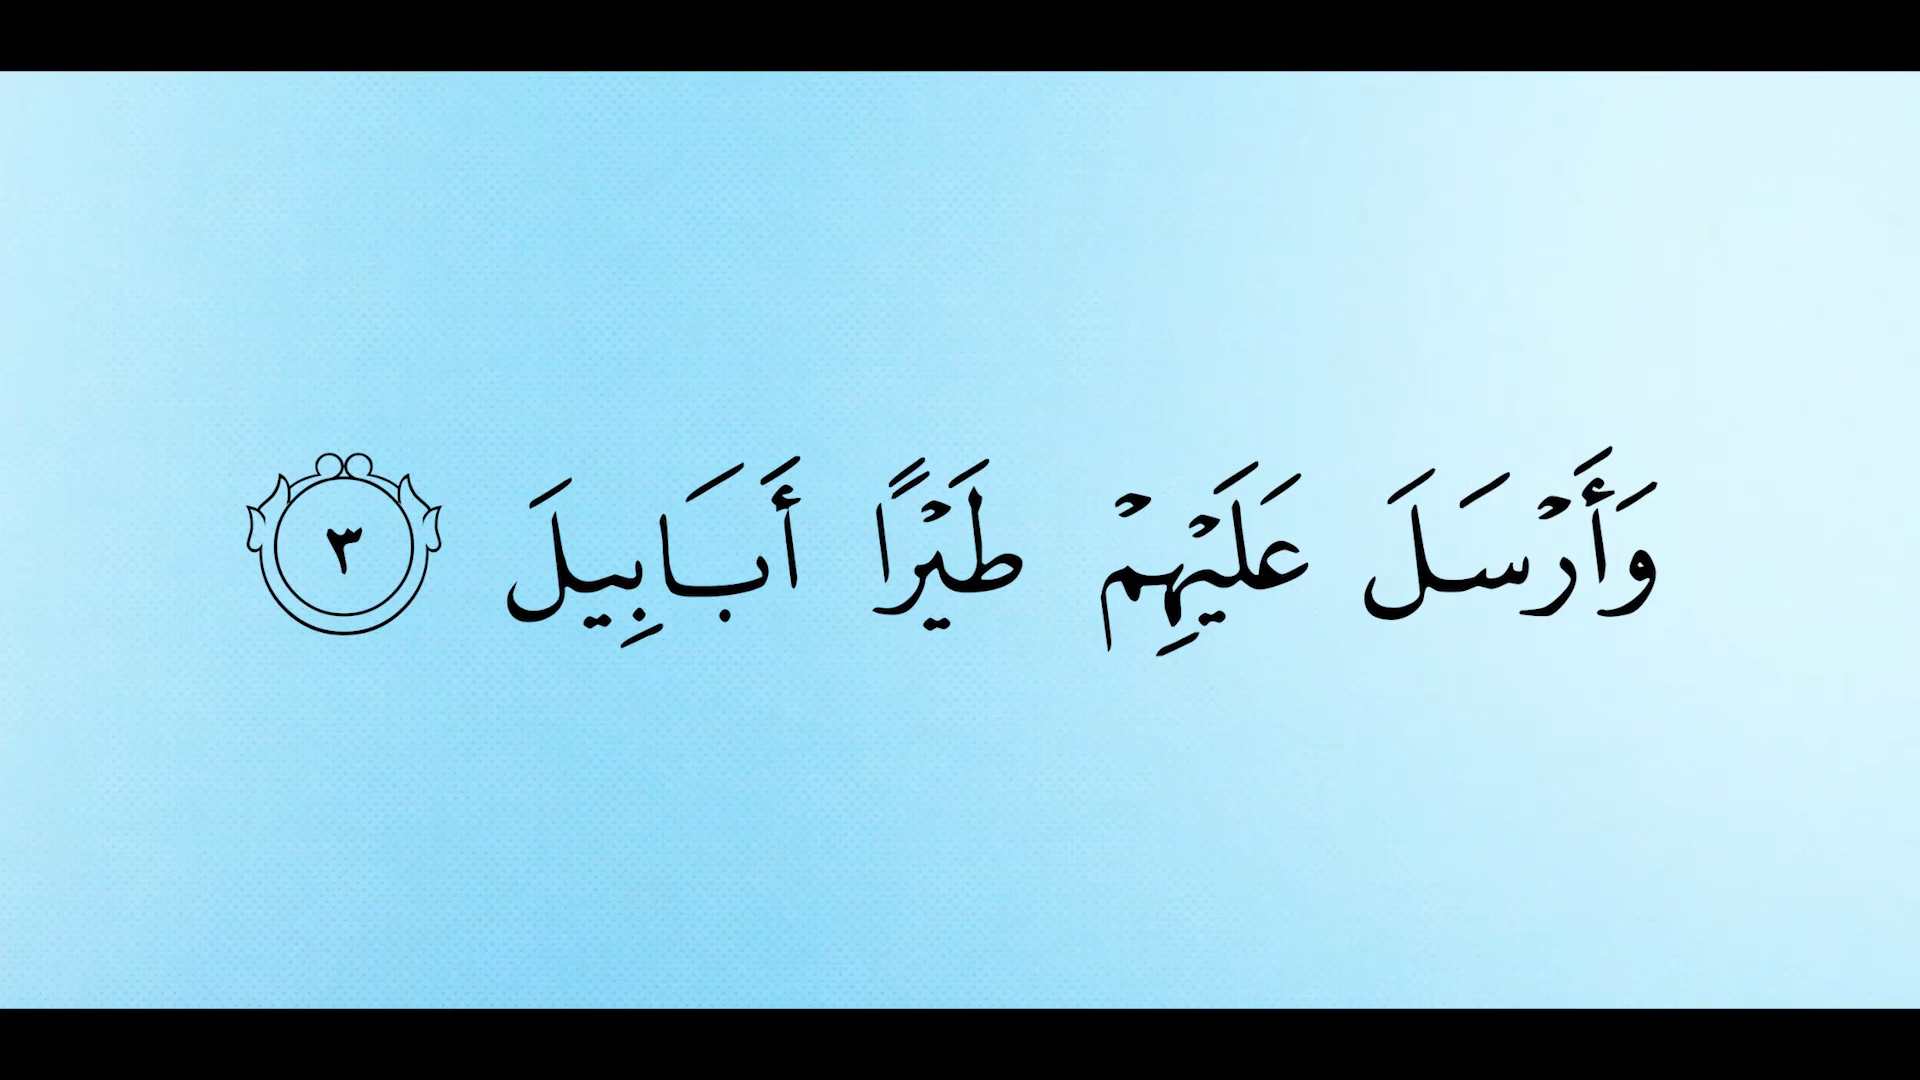 وَأَرْسَلَ عَلَيْهِمْ طَيْرًا أَبَابِيلَ ٣